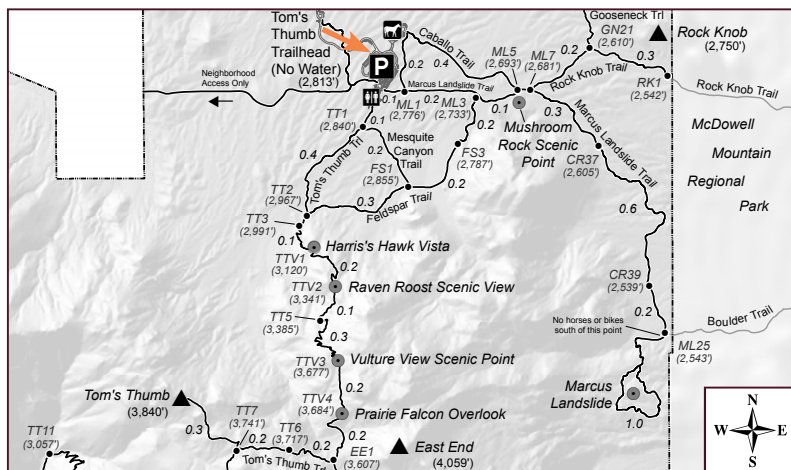 Tom's
Thumb
Trailhead
(No Water)
(2,813')
P
Caballo Trail
Gooseneck Trl
GN21
(2,610')
Rock Knob
(2,750')
0.2
0.4
ML5
(2,693')
ML7
(2,681')
0.2
0.3
Rock Knob Trail
RK1
(2,542')
Rock Knob Trail
Neighborhood
Access Only
Marcus Landslide Trail
0.1
ML1
(2,776')
0.2
ML3
(2,733')
0.1
0.3
Mushroom
Rock Scenic
Point
Marcus Landslide Trail
McDowell
Mountain
Regional
Park
TT1
(2,840')
0.1
Mesquite
Canyon
Trail
0.2
0.2
FS3
(2,787')
CR37
(2,605')
0.4
Tom's Thumb Trl
FS1
(2,855')
0.2
TT2
(2,967')
0.3
Feldspar Trail
0.6
TT3
(2,991')
0.1
Harris's Hawk Vista
TTV1
(3,120')
0.2
TTV2
(3,341')
Raven Roost Scenic View
CR39
(2,539')
TT5
(3,385')
0.2
No horses or bikes
south of this point
Boulder Trail
0.3
ML25
(2,543')
TTV3
(3,677')
Vulture View Scenic Point
Tom's Thumb
(3,840')
TTV4
(3,684')
0.2
Prairie Falcon Overlook
Marcus
Landslide
1.0
TT11
(3,057')
0.3
TT7
(3,741')
0.2
TT6
(3,717')
0.2
0.2
EE1
(3,607')
East End
(4,059')
Tom's Thumb Trl
N
W
E
S